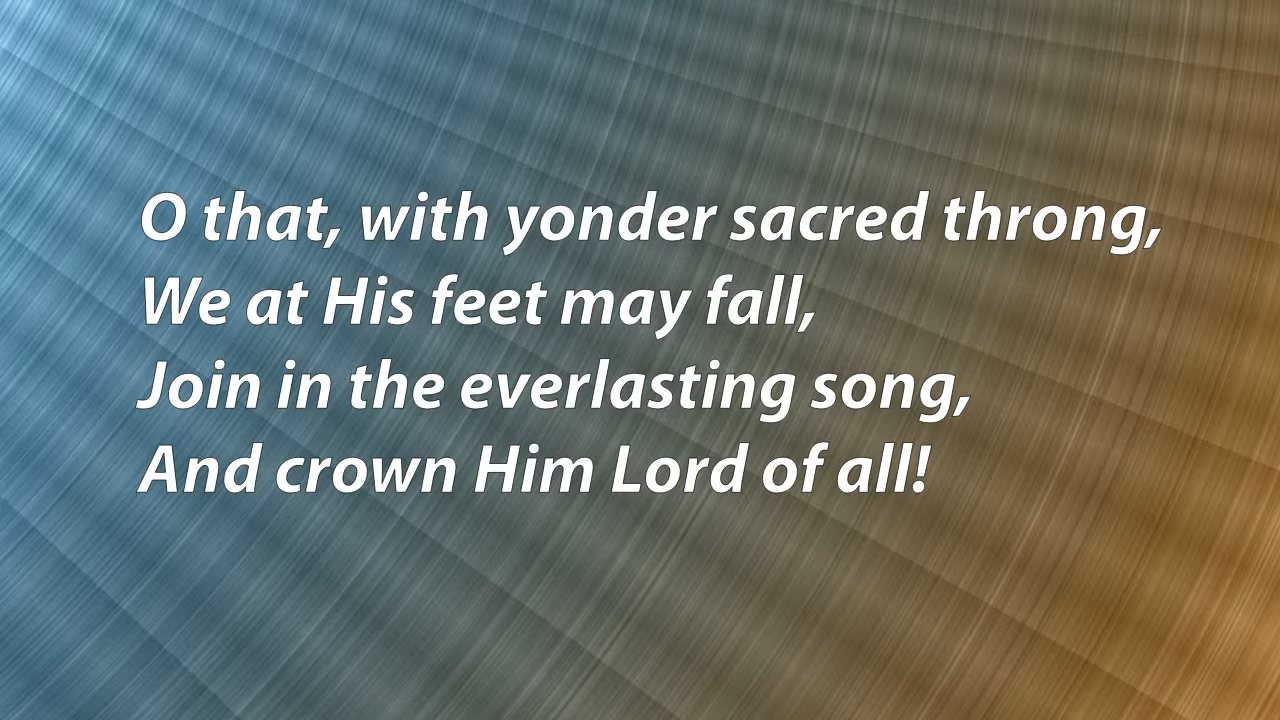 O that, with yonder sacred throng,
We at His feet may fall,
Join in the everlasting song,
And crown Him Lord of all!